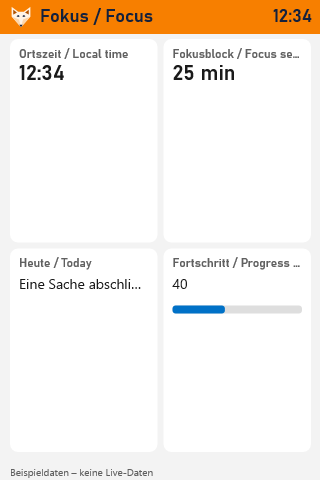 Fokus / Focus
12:34
Ortszeit / Local time
12:34
Fokusblock / Focus se...
25 min
Heute / Today
Eine Sache abschli...
Fortschritt / Progress ...
40
Beispieldaten – keine Live-Daten